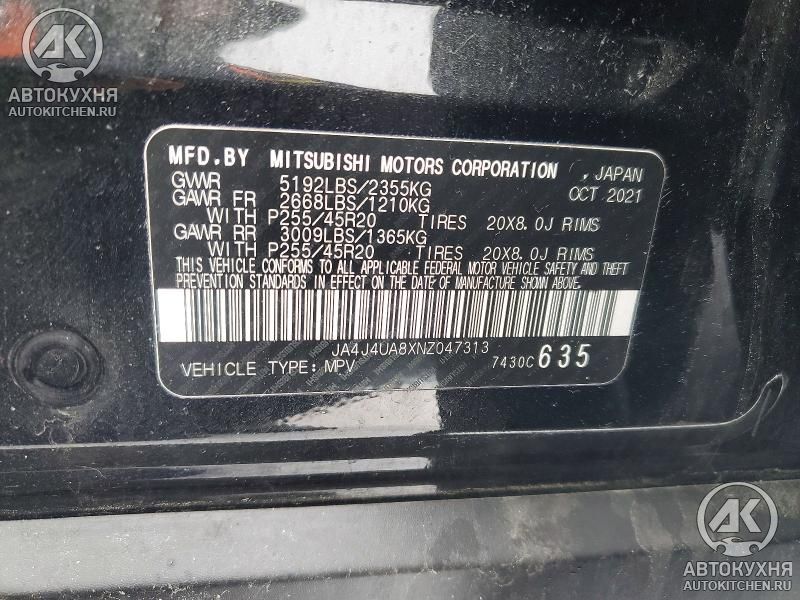 AK
АВТОКУХНЯ
AUTOKITCHEN.RU
MFD.BY MITSUBISHI MOTORS CORPORATION , JAPAN
GVWR 5192LBS/2355KG OCT 2021
GAWR FR 2668LBS/1210KG
WITH P255/45R20 TIRES 20X8.0J RIMS
GAWR RR 3009LBS/1365KG
WITH P255/45R20 TIRES 20X8.0J RIMS
THIS VEHICLE CONFORMS TO ALL APPLICABLE FEDERAL MOTOR VEHICLE SAFETY AND THEFT
PREVENTION STANDARDS IN EFFECT ON THE DATE OF MANUFACTURE SHOWN ABOVE.
JA4J4UA8XNZ047313
VEHICLE TYPE: MPV 7430C 635
AK
АВТОКУХНЯ
AUTOKITCHEN.RU